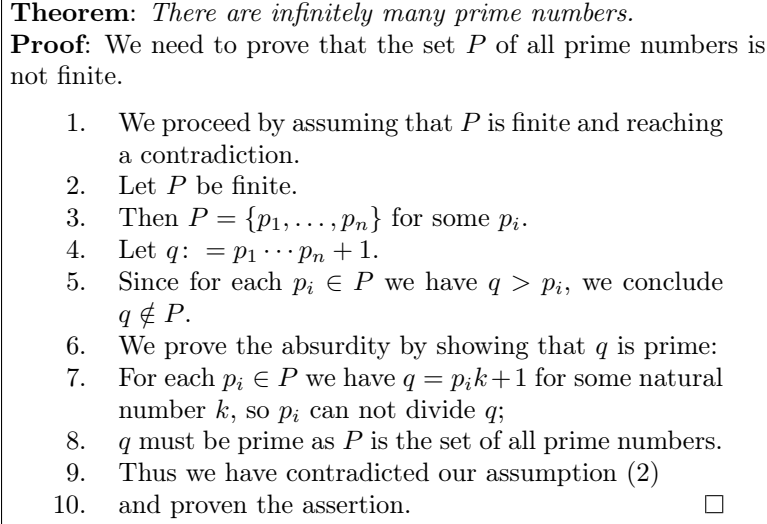 Theorem: There are infinitely many prime numbers.
Proof: We need to prove that the set P of all prime numbers is
not finite.
1. We proceed by assuming that P is finite and reaching
a contradiction.
2. Let P be finite.
3. Then P = {p₁, . . . , pₙ} for some pᵢ.
4. Let q: = p₁ ⋯ pₙ + 1.
5. Since for each pᵢ ∈ P we have q > pᵢ, we conclude
q ∉ P.
6. We prove the absurdity by showing that q is prime:
7. For each pᵢ ∈ P we have q = pᵢk+1 for some natural
number k, so pᵢ can not divide q;
8. q must be prime as P is the set of all prime numbers.
9. Thus we have contradicted our assumption (2)
10. and proven the assertion. □